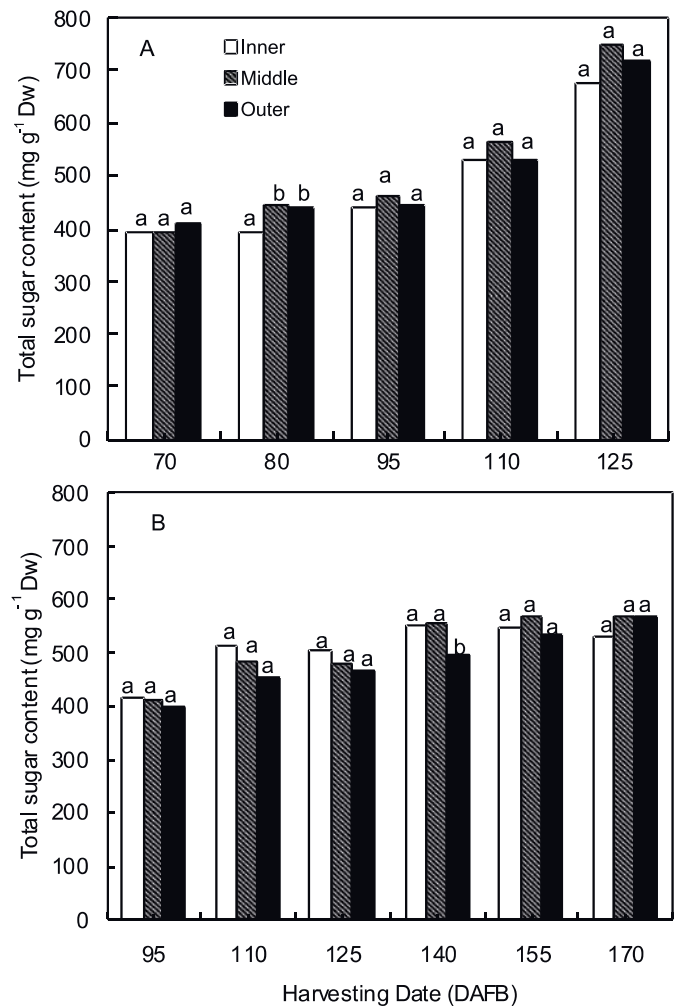 800
A
a
Inner
a
a
700
Middle
Outer
600
a
a
a
500
b b
a
a
a
a
a a
a
400
300
200
100
0
Total sugar content (mg g-1 Dw)
70 80 95 110 125
800
B
700
600
a
a a
a
a a
a
a
b
a
a
a
500
a
a
a
a a a
400
300
200
100
0
Total sugar content (mg g-1 Dw)
95 110 125 140 155 170
Harvesting Date (DAFB)